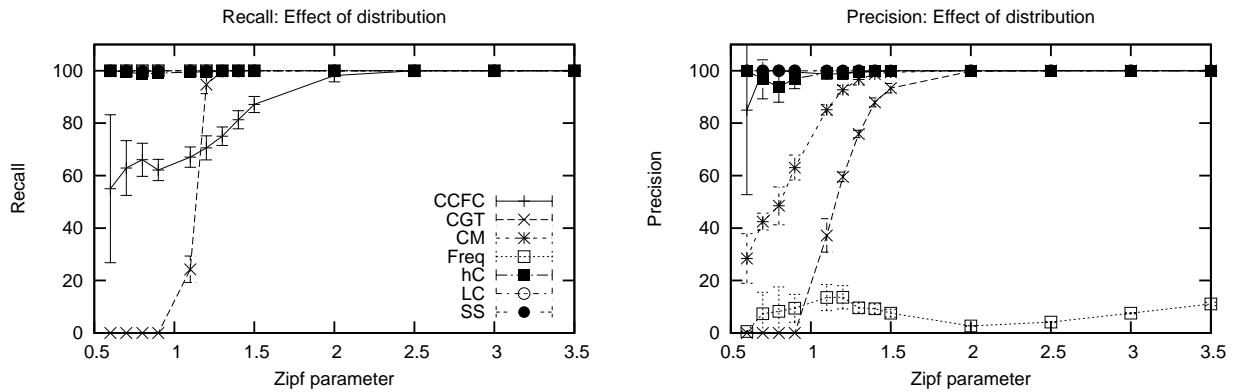 Recall: Effect of distribution
100
80
60
40
20
0
Recall
0.5 1 1.5 2 2.5 3 3.5
Zipf parameter
CCFC
CGT
CM
Freq
hC
LC
SS
Precision: Effect of distribution
100
80
60
40
20
0
Precision
0.5 1 1.5 2 2.5 3 3.5
Zipf parameter